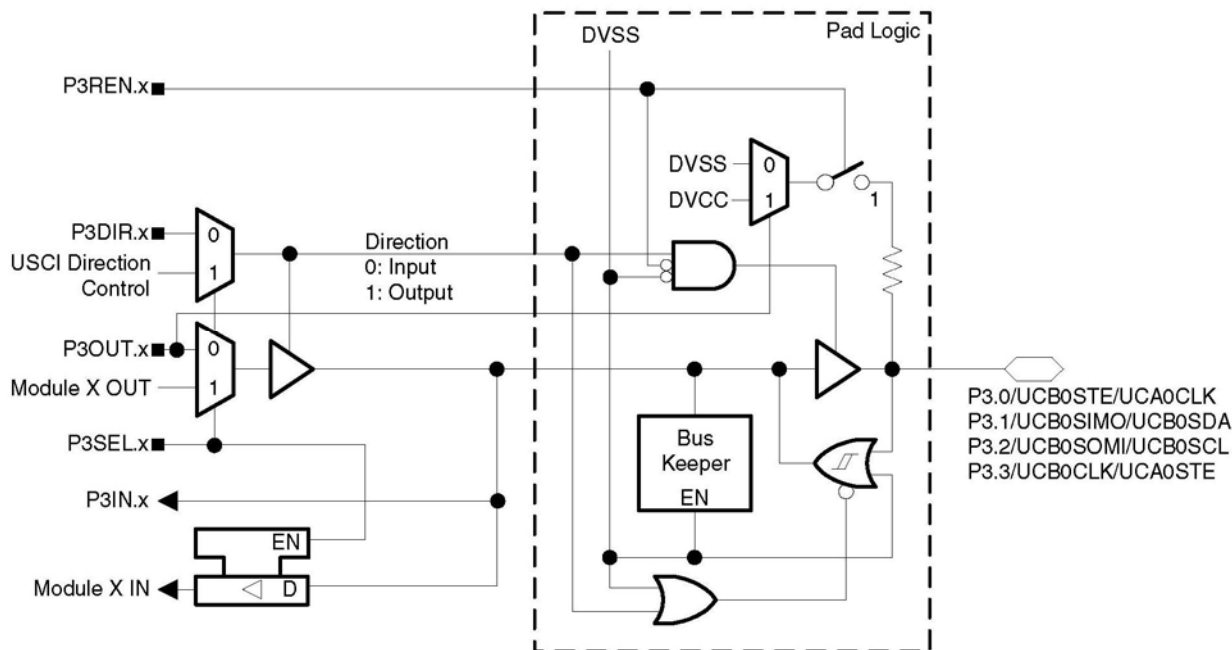 DVSS
Pad Logic
P3REN.x
DVSS
0
DVCC
1
1
P3DIR.x
0
USCI Direction
Control
1
Direction
0: Input
1: Output
P3OUT.x
0
Module X OUT
1
P3SEL.x
Bus
Keeper
EN
P3.0/UCB0STE/UCA0CLK
P3.1/UCB0SIMO/UCB0SDA
P3.2/UCB0SOMI/UCB0SCL
P3.3/UCB0CLK/UCA0STE
P3IN.x
EN
Module X IN
D